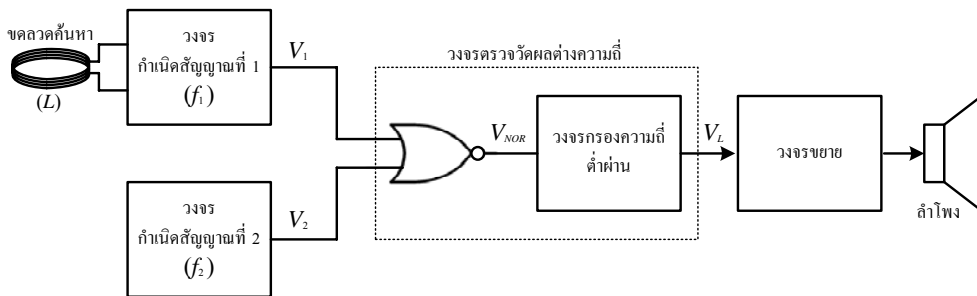 ขดลวดค้นหา
(L)
วงจร
กำเนิดสัญญาณที่ 1
(f₁)
V₁
วงจร
กำเนิดสัญญาณที่ 2
(f₂)
V₂
วงจรตรวจวัดผลต่างความถี่
V_NOR
วงจรกรองความถี่
ต่ำผ่าน
V_L
วงจรขยาย
ลำโพง